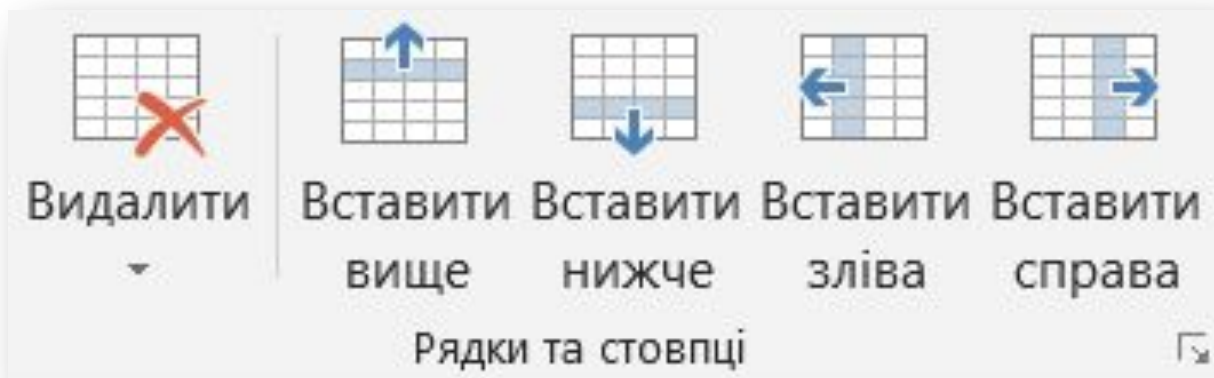 Видалити
Вставити Вставити Вставити Вставити
вище нижче зліва справа
Рядки та стовпці